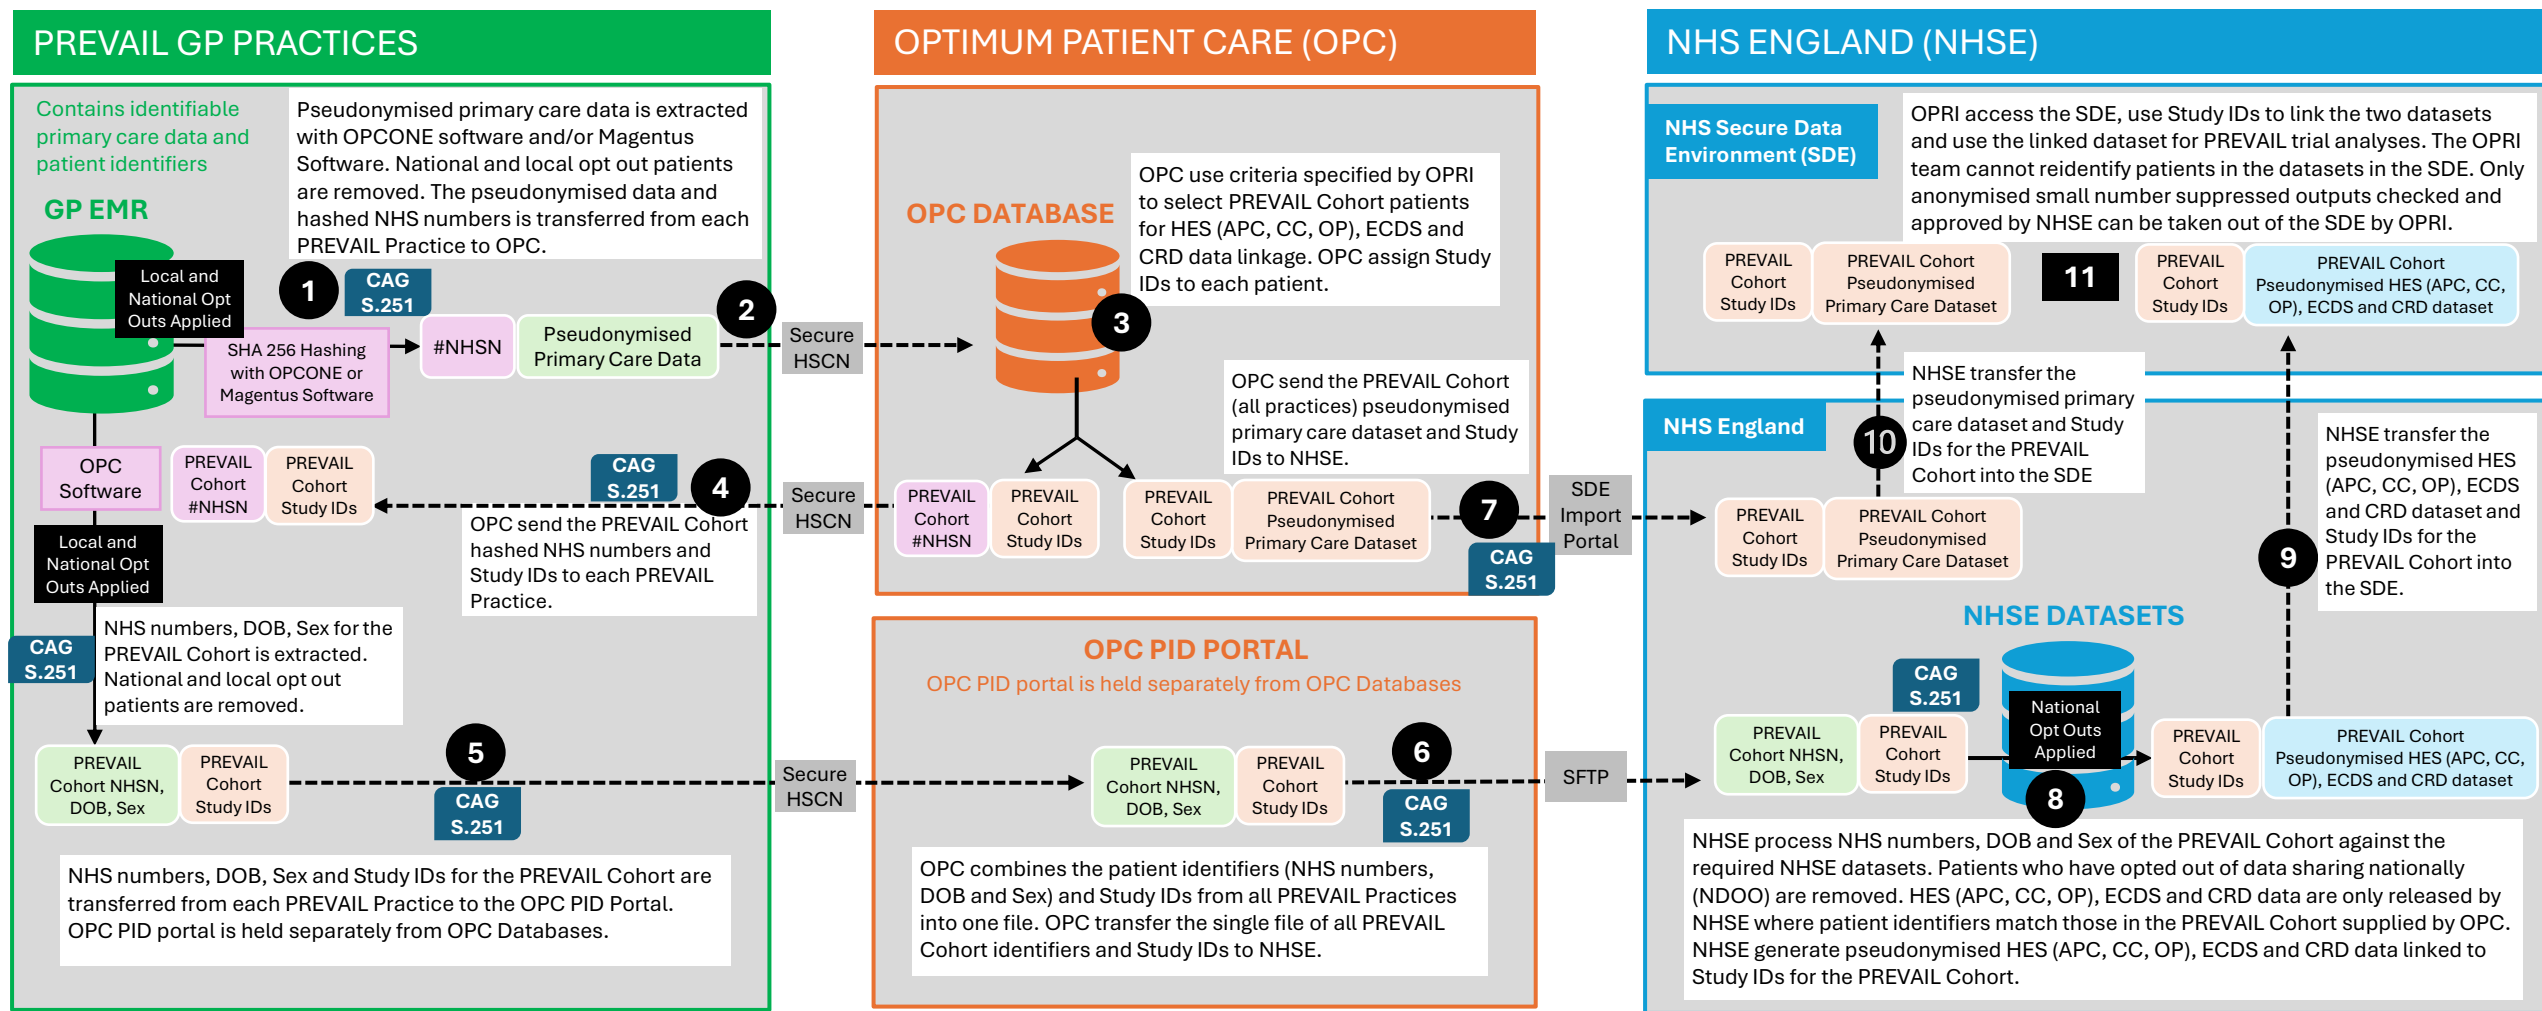 PREVAIL GP PRACTICES
Contains identifiable
primary care data and
patient identifiers
Pseudonymised primary care data is extracted
with OPCONE software and/or Magentus
Software. National and local opt out patients
are removed. The pseudonymised data and
hashed NHS numbers is transferred from each
PREVAIL Practice to OPC.
GP EMR
Local and
National Opt
Outs Applied
1
CAG
S.251
2
SHA 256 Hashing
with OPCONE or
Magentus Software
#NHSN
Pseudonymised
Primary Care Data
Secure
HSCN
OPC
Software
PREVAIL
Cohort
#NHSN
PREVAIL
Cohort
Study IDs
CAG
S.251
4
Secure
HSCN
OPC send the PREVAIL Cohort
hashed NHS numbers and
Study IDs to each PREVAIL
Practice.
Local and
National Opt
Outs Applied
CAG
S.251
NHS numbers, DOB, Sex for the
PREVAIL Cohort is extracted.
National and local opt out
patients are removed.
PREVAIL
Cohort NHSN,
DOB, Sex
PREVAIL
Cohort
Study IDs
5
CAG
S.251
Secure
HSCN
NHS numbers, DOB, Sex and Study IDs for the PREVAIL Cohort are
transferred from each PREVAIL Practice to the OPC PID Portal.
OPC PID portal is held separately from OPC Databases.
OPTIMUM PATIENT CARE (OPC)
OPC DATABASE
3
OPC use criteria specified by OPRI
to select PREVAIL Cohort patients
for HES (APC, CC, OP), ECDS and
CRD data linkage. OPC assign Study
IDs to each patient.
OPC send the PREVAIL Cohort
(all practices) pseudonymised
primary care dataset and Study
IDs to NHSE.
PREVAIL
Cohort
#NHSN
PREVAIL
Cohort
Study IDs
PREVAIL
Cohort
Study IDs
PREVAIL Cohort
Pseudonymised
Primary Care Dataset
7
CAG
S.251
SDE
Import
Portal
OPC PID PORTAL
OPC PID portal is held separately from OPC Databases
PREVAIL
Cohort NHSN,
DOB, Sex
PREVAIL
Cohort
Study IDs
6
CAG
S.251
SFTP
OPC combines the patient identifiers (NHS numbers,
DOB and Sex) and Study IDs from all PREVAIL Practices
into one file. OPC transfer the single file of all PREVAIL
Cohort identifiers and Study IDs to NHSE.
NHS ENGLAND (NHSE)
NHS Secure Data
Environment (SDE)
OPRI access the SDE, use Study IDs to link the two datasets
and use the linked dataset for PREVAIL trial analyses. The OPRI
team cannot reidentify patients in the datasets in the SDE. Only
anonymised small number suppressed outputs checked and
approved by NHSE can be taken out of the SDE by OPRI.
PREVAIL
Cohort
Study IDs
PREVAIL Cohort
Pseudonymised
Primary Care Dataset
11
PREVAIL
Cohort
Study IDs
PREVAIL Cohort
Pseudonymised HES (APC, CC,
OP), ECDS and CRD dataset
NHS England
10
NHSE transfer the
pseudonymised primary
care dataset and Study
IDs for the PREVAIL
Cohort into the SDE
NHSE transfer the
pseudonymised HES
(APC, CC, OP), ECDS
and CRD dataset and
Study IDs for the
PREVAIL Cohort into
the SDE.
9
PREVAIL
Cohort
Study IDs
PREVAIL Cohort
Pseudonymised
Primary Care Dataset
NHSE DATASETS
CAG
S.251
PREVAIL
Cohort NHSN,
DOB, Sex
PREVAIL
Cohort
Study IDs
National
Opt Outs
Applied
8
PREVAIL
Cohort
Study IDs
PREVAIL Cohort
Pseudonymised HES (APC, CC,
OP), ECDS and CRD dataset
NHSE process NHS numbers, DOB and Sex of the PREVAIL Cohort against the
required NHSE datasets. Patients who have opted out of data sharing nationally
(NDOO) are removed. HES (APC, CC, OP), ECDS and CRD data are only released by
NHSE where patient identifiers match those in the PREVAIL Cohort supplied by OPC.
NHSE generate pseudonymised HES (APC, CC, OP), ECDS and CRD data linked to
Study IDs for the PREVAIL Cohort.